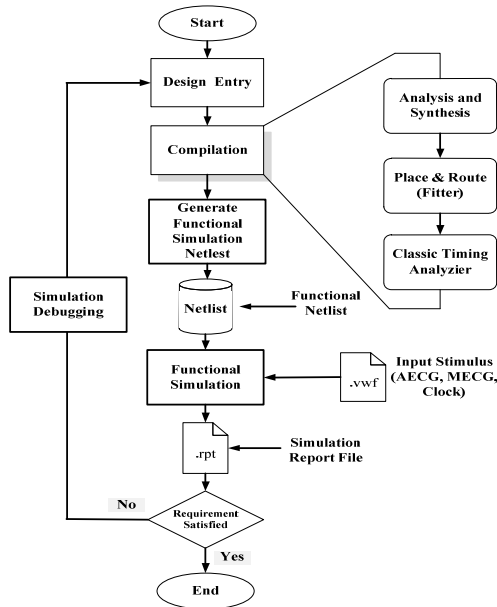 Start
Design Entry
Compilation
Analysis and
Synthesis
Place & Route
(Fitter)
Classic Timing
Analyzier
Generate
Functional
Simulation
Netlest
Simulation
Debugging
Netlist
Functional
Netlist
Functional
Simulation
.vwf
Input Stimulus
(AECG, MECG,
Clock)
.rpt
Simulation
Report File
No
Requirement
Satisfied
Yes
End